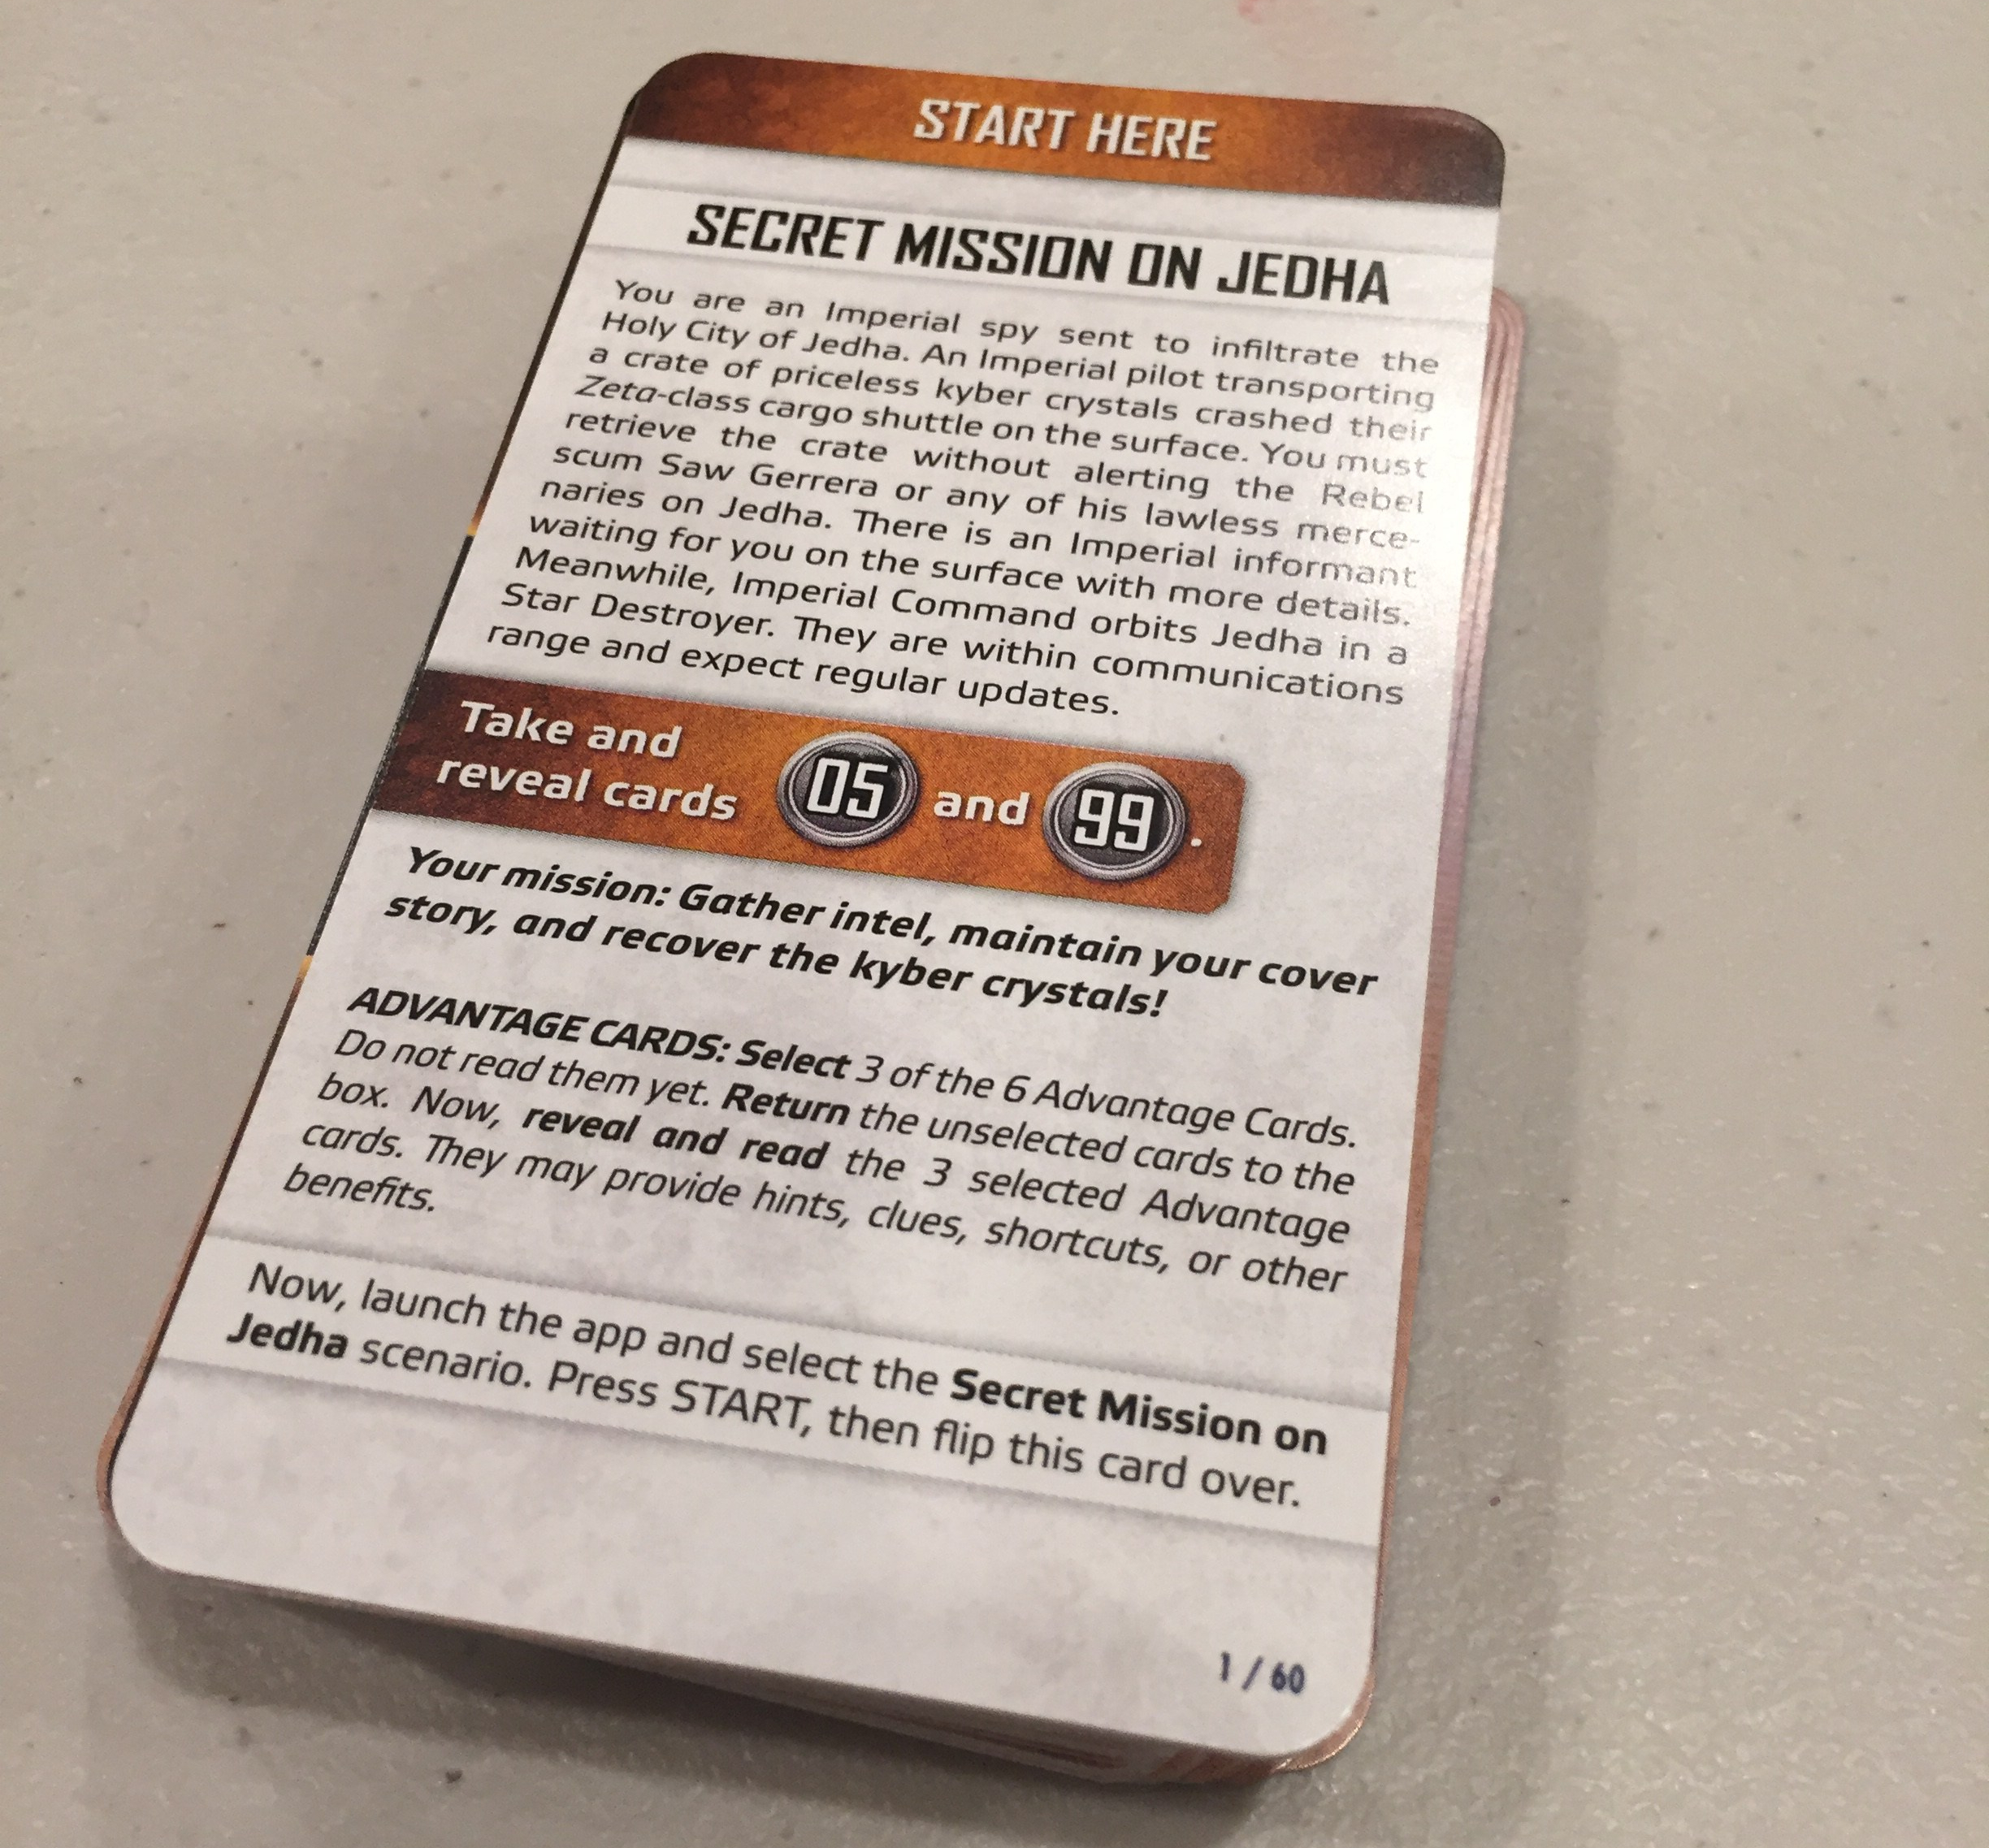 START HERE
SECRET MISSION ON JEDHA
You are an Imperial spy sent to infiltrate the
Holy City of Jedha. An Imperial pilot transporting
a crate of priceless kyber crystals crashed their
Zeta-class cargo shuttle on the surface. You must
retrieve the crate without alerting the Rebel
scum Saw Gerrera or any of his lawless merce-
naries on Jedha. There is an Imperial informant
waiting for you on the surface with more details.
Meanwhile, Imperial Command orbits Jedha in a
Star Destroyer. They are within communications
range and expect regular updates.
Take and
reveal cards 05 and 99.
Your mission: Gather intel, maintain your cover
story, and recover the kyber crystals!
ADVANTAGE CARDS: Select 3 of the 6 Advantage Cards.
Do not read them yet. Return the unselected cards to the
box. Now, reveal and read the 3 selected Advantage
cards. They may provide hints, clues, shortcuts, or other
benefits.
Now, launch the app and select the Secret Mission on
Jedha scenario. Press START, then flip this card over.
1 / 60